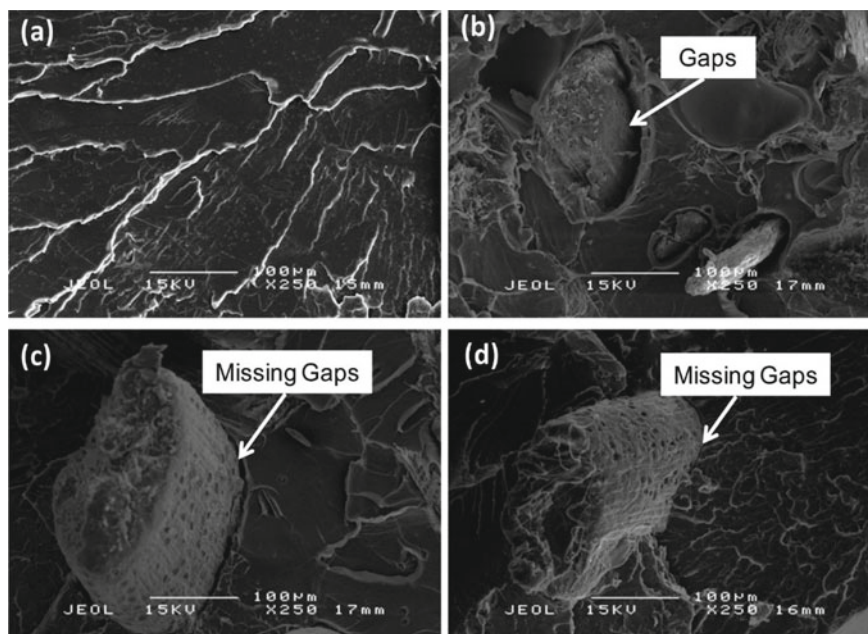 (a)
JEOL 15KV 100μm X250 15mm
(b)
Gaps
JEOL 15KV 100μm X250 17mm
(c)
Missing Gaps
JEOL 15KV 100μm X250 17mm
(d)
Missing Gaps
JEOL 15KV 100μm X250 16mm